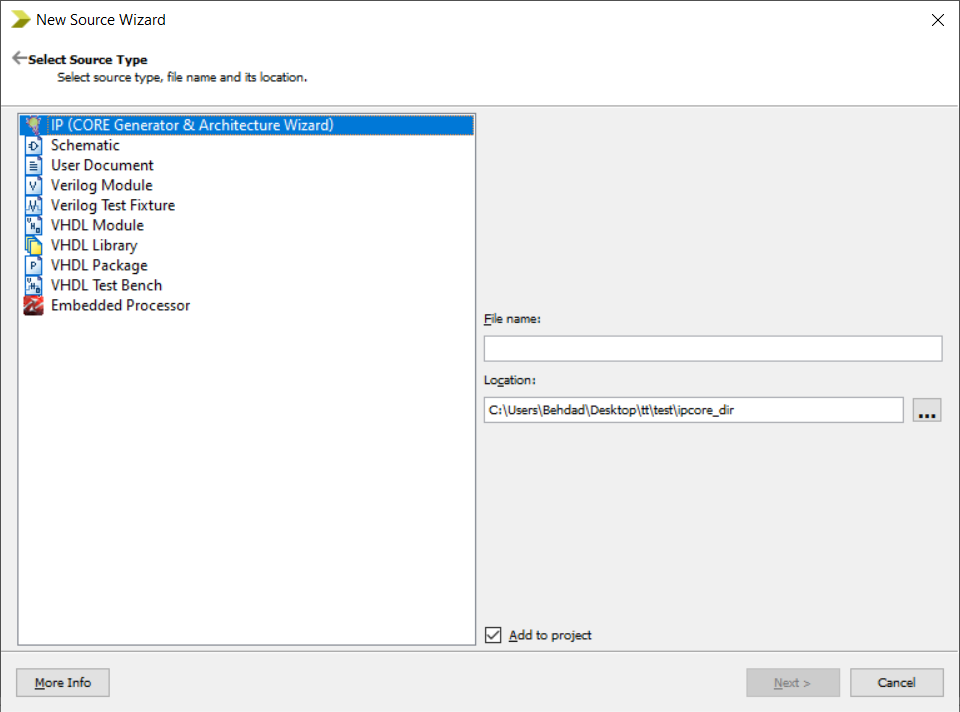 New Source Wizard
Select Source Type
Select source type, file name and its location.
IP (CORE Generator & Architecture Wizard)
Schematic
User Document
Verilog Module
Verilog Test Fixture
VHDL Module
VHDL Library
VHDL Package
VHDL Test Bench
Embedded Processor
File name:
Location:
C:\Users\Behdad\Desktop\tt\test\ipcore_dir
...
Add to project
More Info
Next >
Cancel